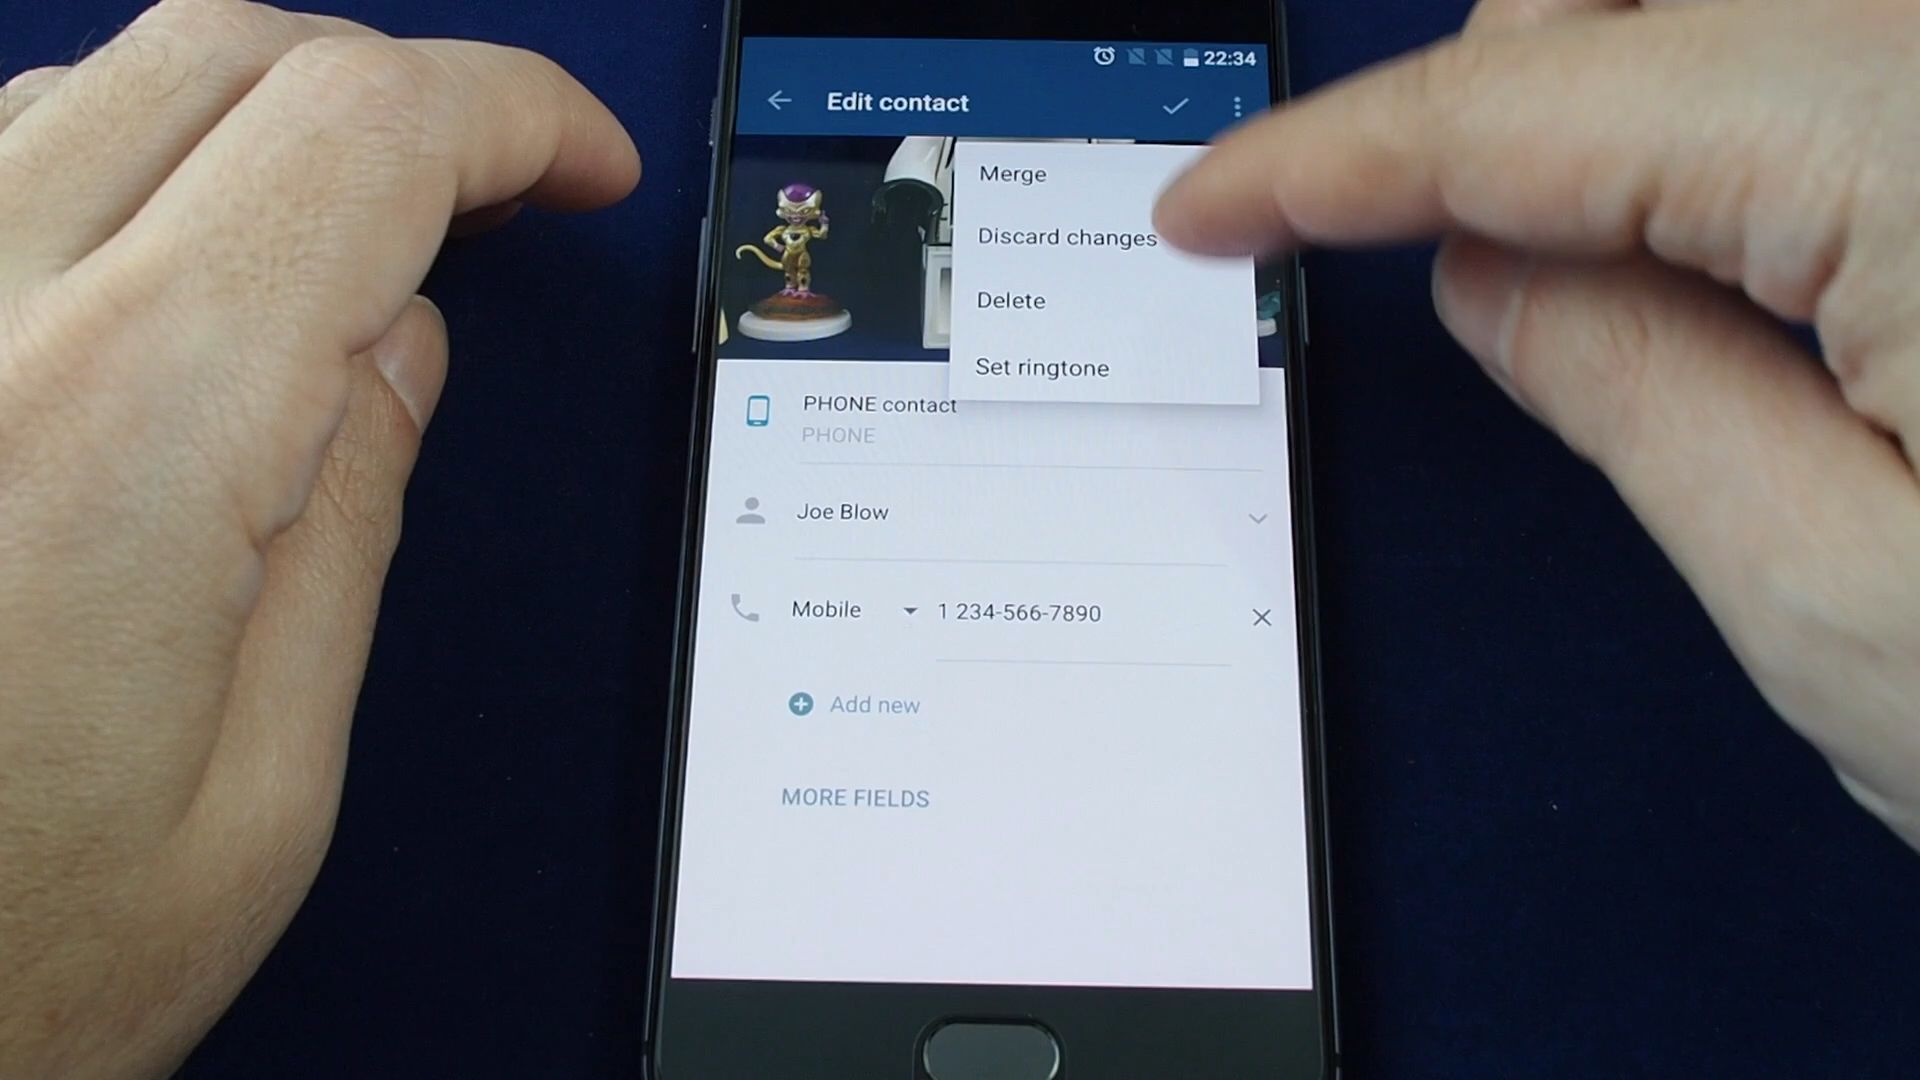 22:34
Edit contact
Merge
Discard changes
Delete
Set ringtone
PHONE contact
PHONE
Joe Blow
Mobile 1 234-566-7890
Add new
MORE FIELDS